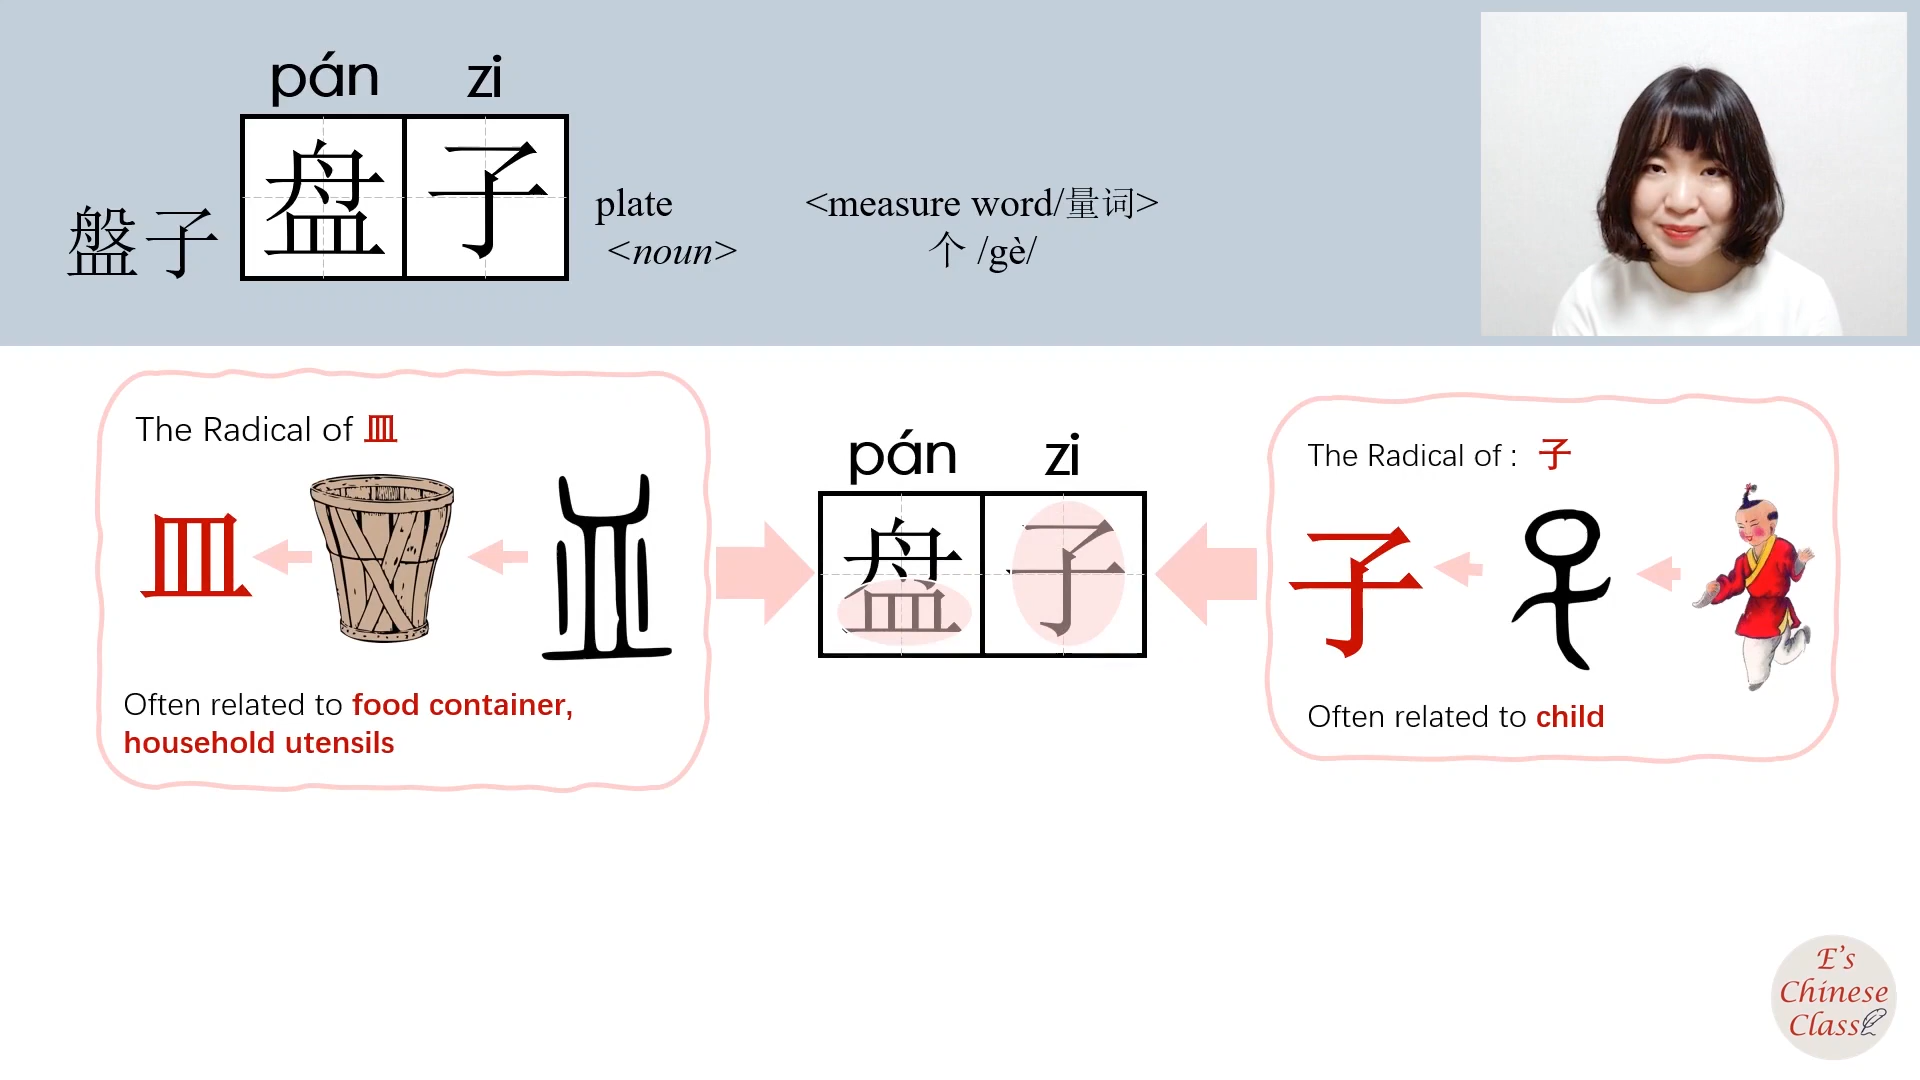 pán zi
盤子 盘子 plate <measure word/量词>
<noun> 个 /gè/
The Radical of 皿
皿
Often related to food container,
household utensils
pán zi
盘子
The Radical of : 子
子
Often related to child
E's
Chinese
Class